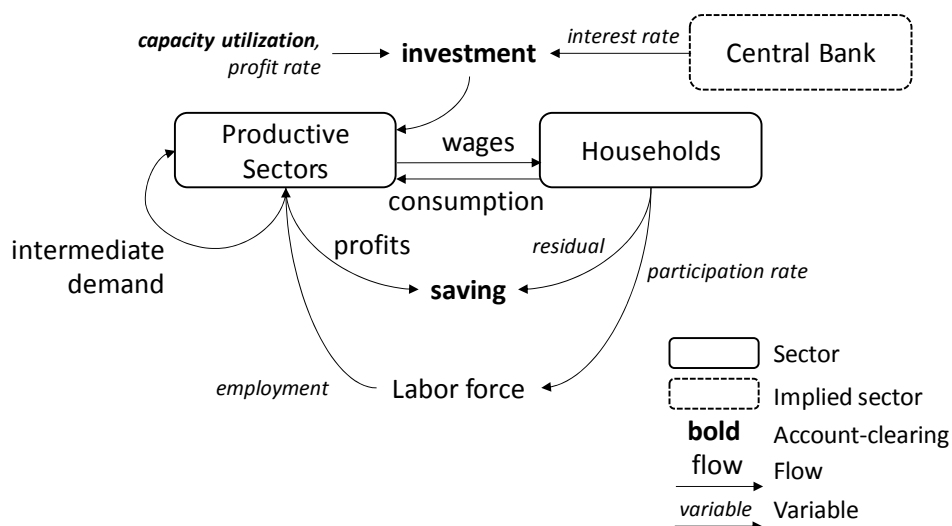 capacity utilization,
profit rate
investment
interest rate
Central Bank
Productive
Sectors
wages
consumption
Households
intermediate
demand
profits
residual
participation rate
saving
employment
Labor force
Sector
Implied sector
bold Account-clearing
flow Flow
variable Variable